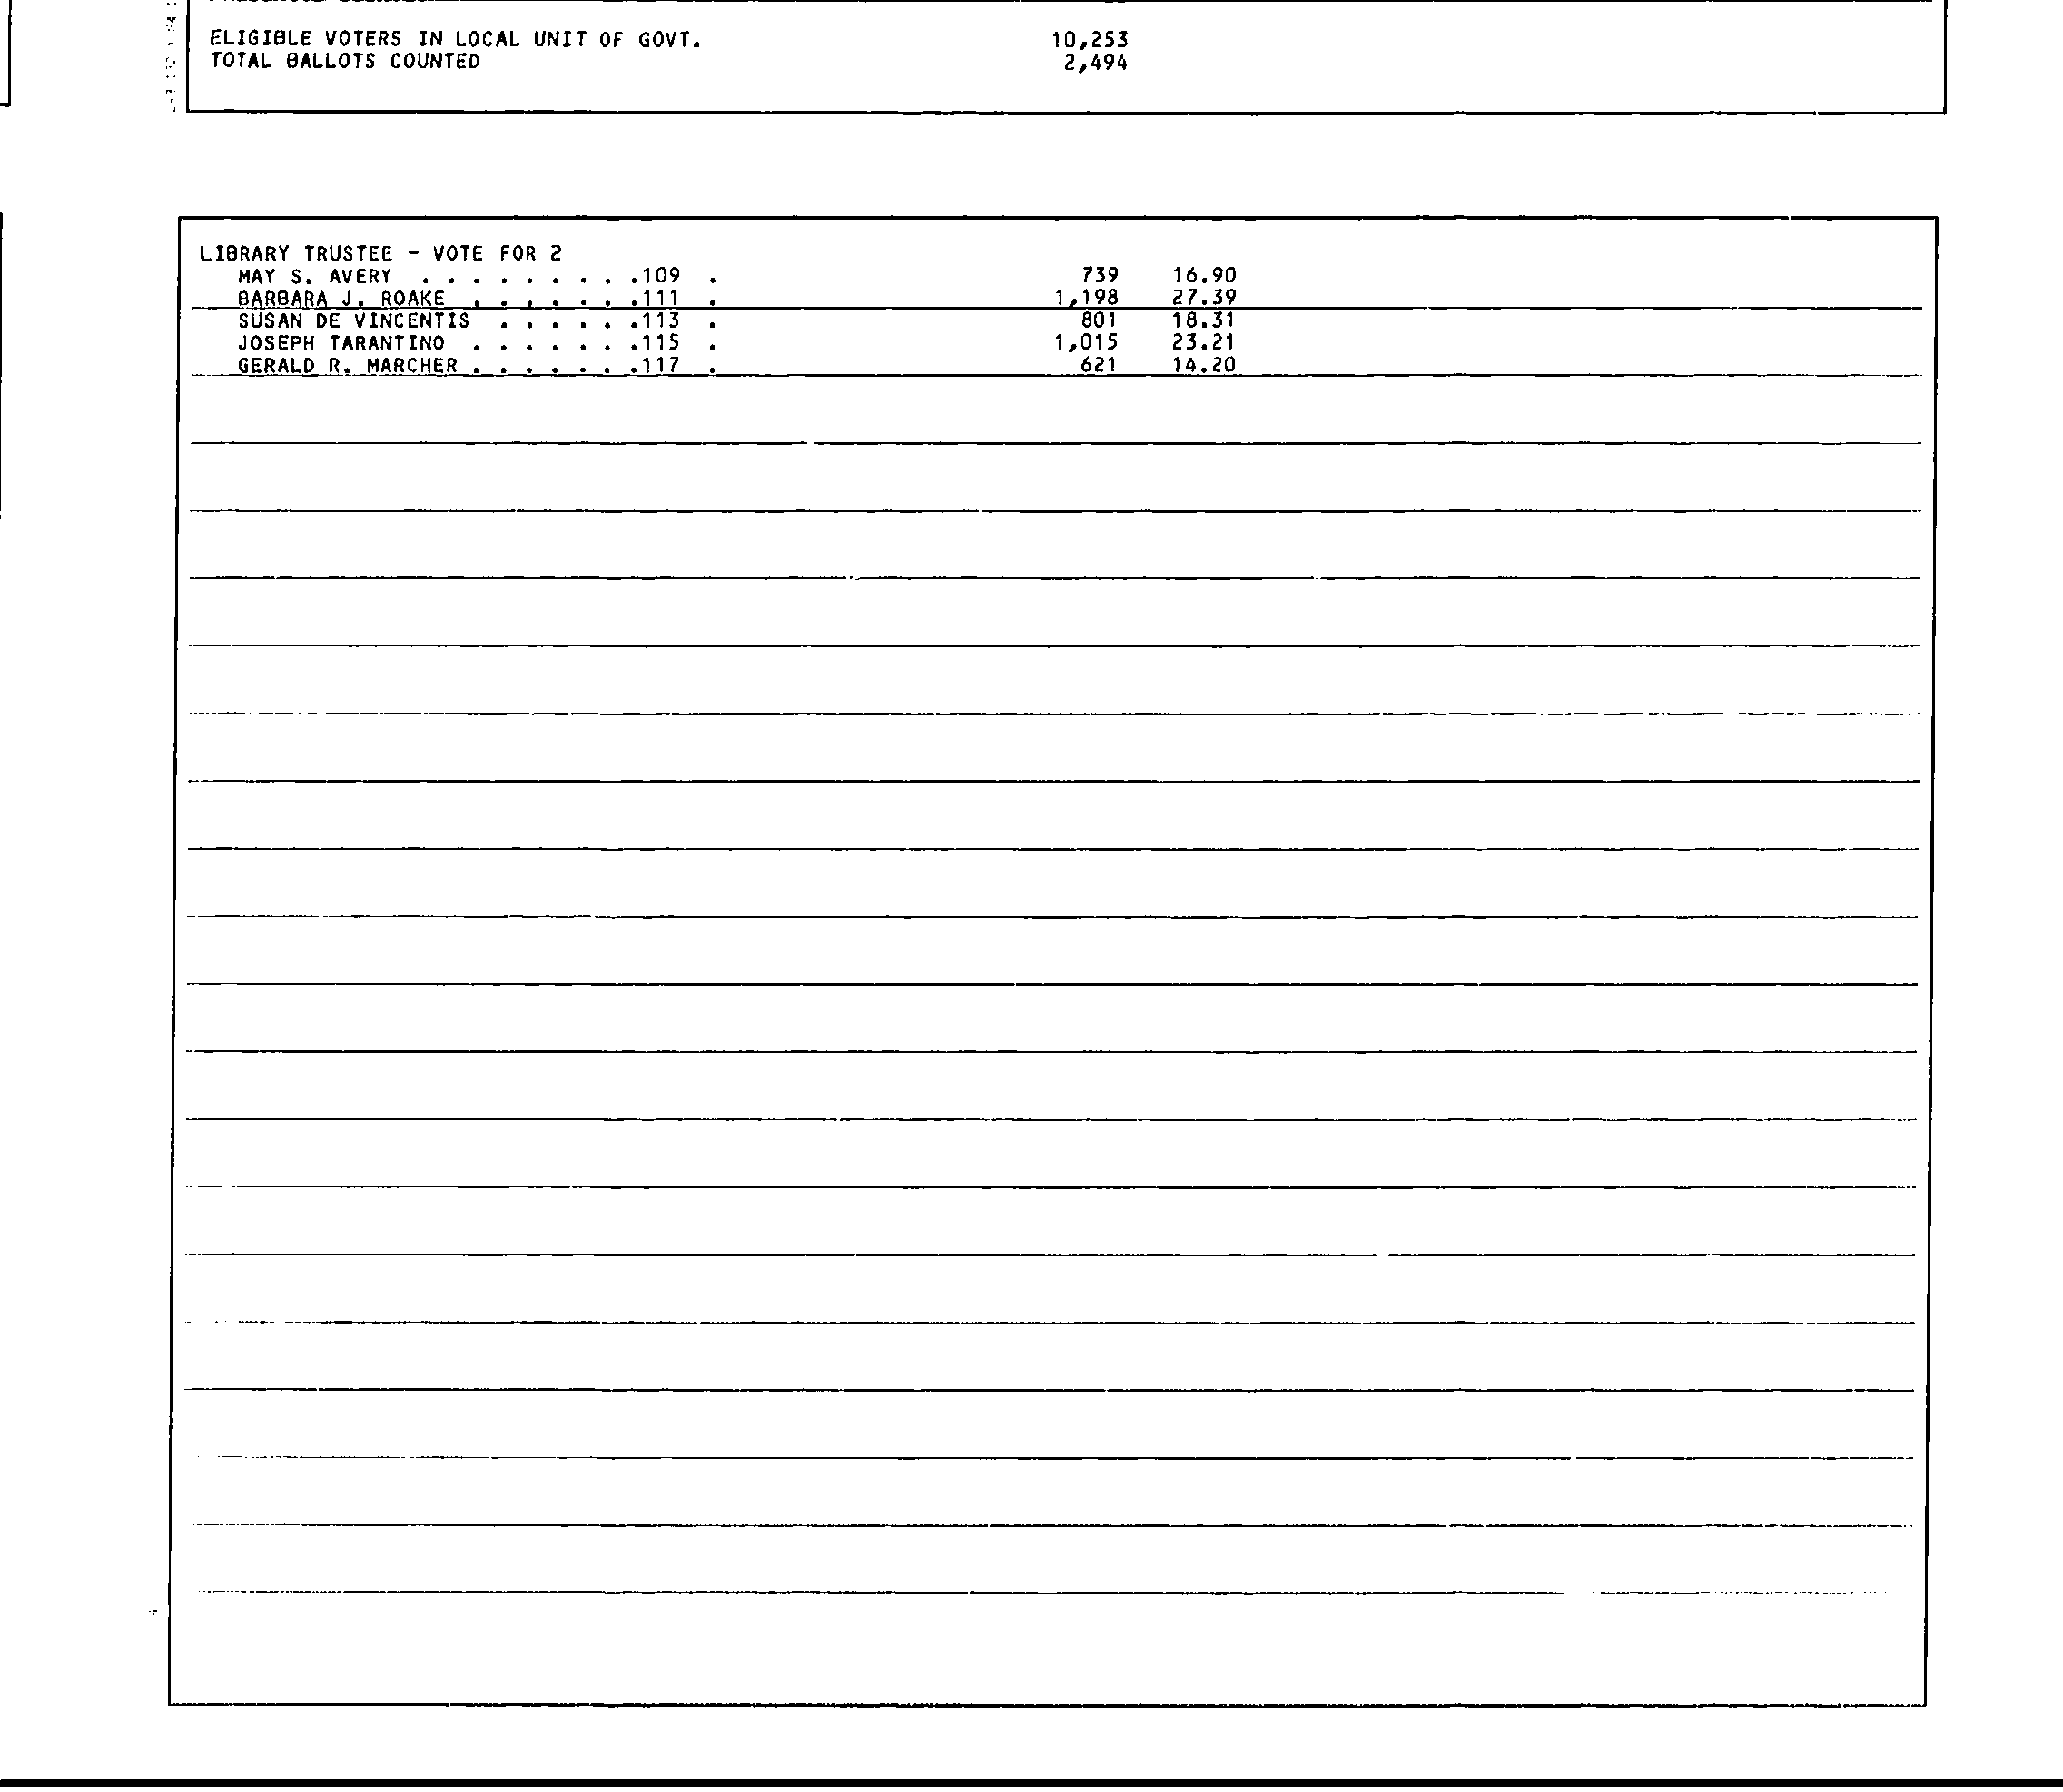 ELIGIBLE VOTERS IN LOCAL UNIT OF GOVT. 10,253
TOTAL BALLOTS COUNTED 2,494
LIBRARY TRUSTEE - VOTE FOR 2
MAY S. AVERY . . . . . . . . .109 . 739 16.90
BARBARA J. ROAKE . . . . . . .111 . 1,198 27.39
SUSAN DE VINCENTIS . . . . . .113 . 801 18.31
JOSEPH TARANTINO . . . . . . .115 . 1,015 23.21
GERALD R. MARCHER . . . . . . .117 . 621 14.20